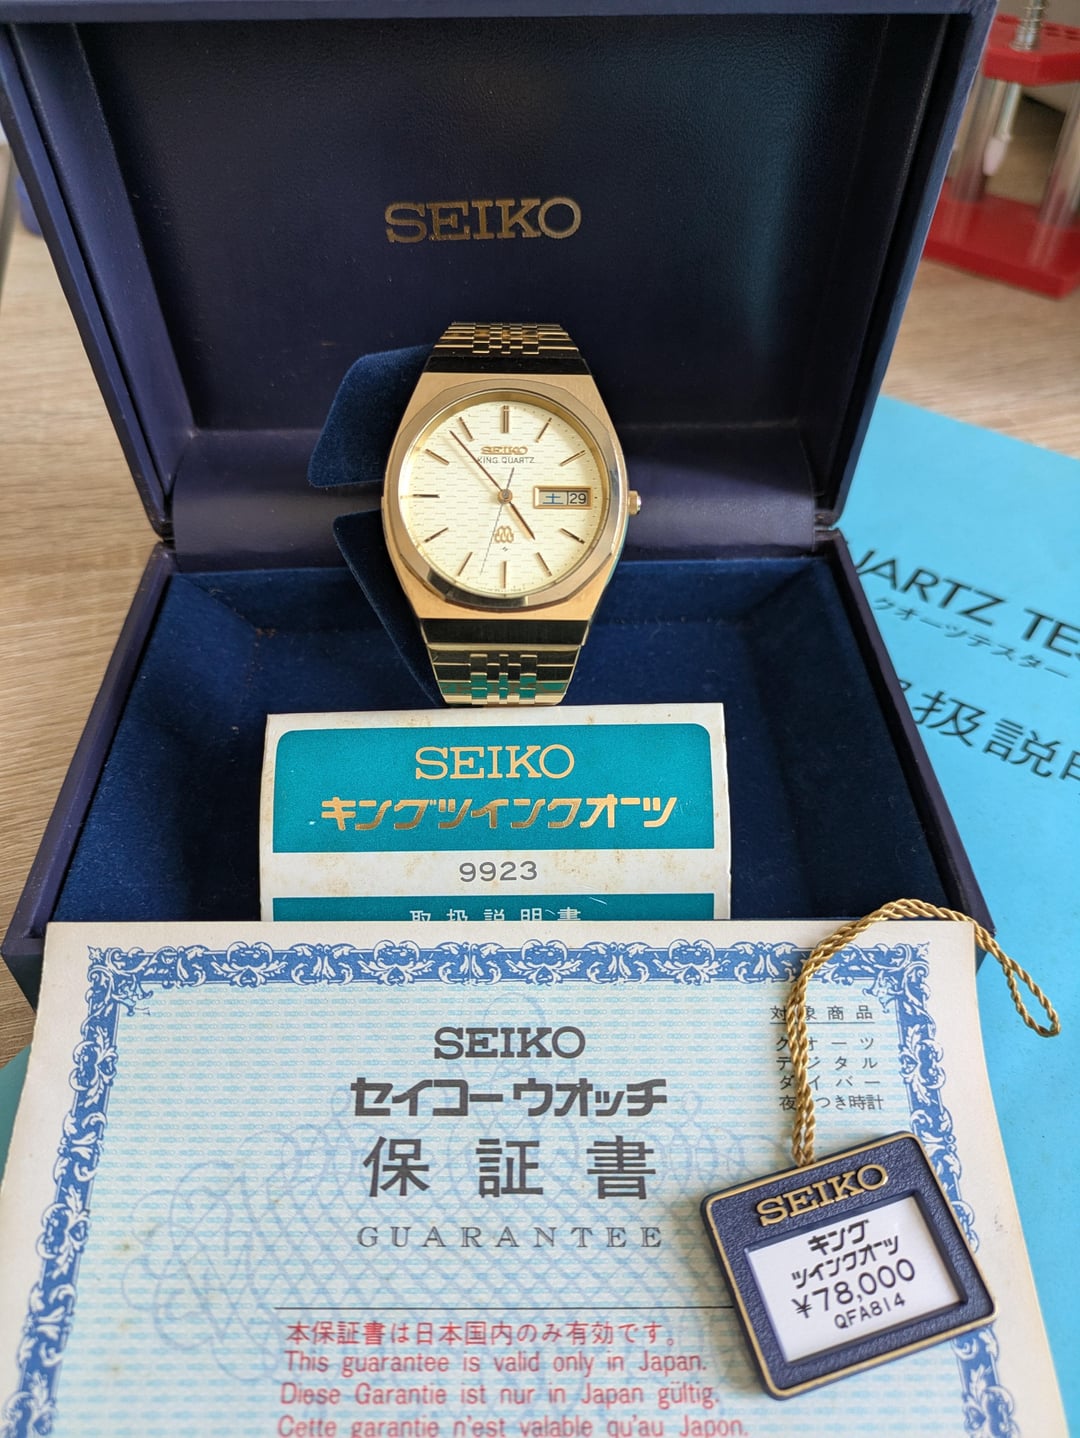 SEIKO
SEIKO
KING QUARTZ
土 29
QUARTZ TES
クオーツテスター
取扱説明
SEIKO
キングツインクオーツ
9923
取扱説明書
SEIKO
セイコーウオッチ
保証書
GUARANTEE
対象商品
クオーツ
デジタル
ダイバー
夜つき時計
本保証書は日本国内のみ有効です。
This guarantee is valid only in Japan.
Diese Garantie ist nur in Japan gültig.
Cette garantie n'est valable qu'au Japon.
SEIKO
キング
ツインクオーツ
¥78,000
QFA814